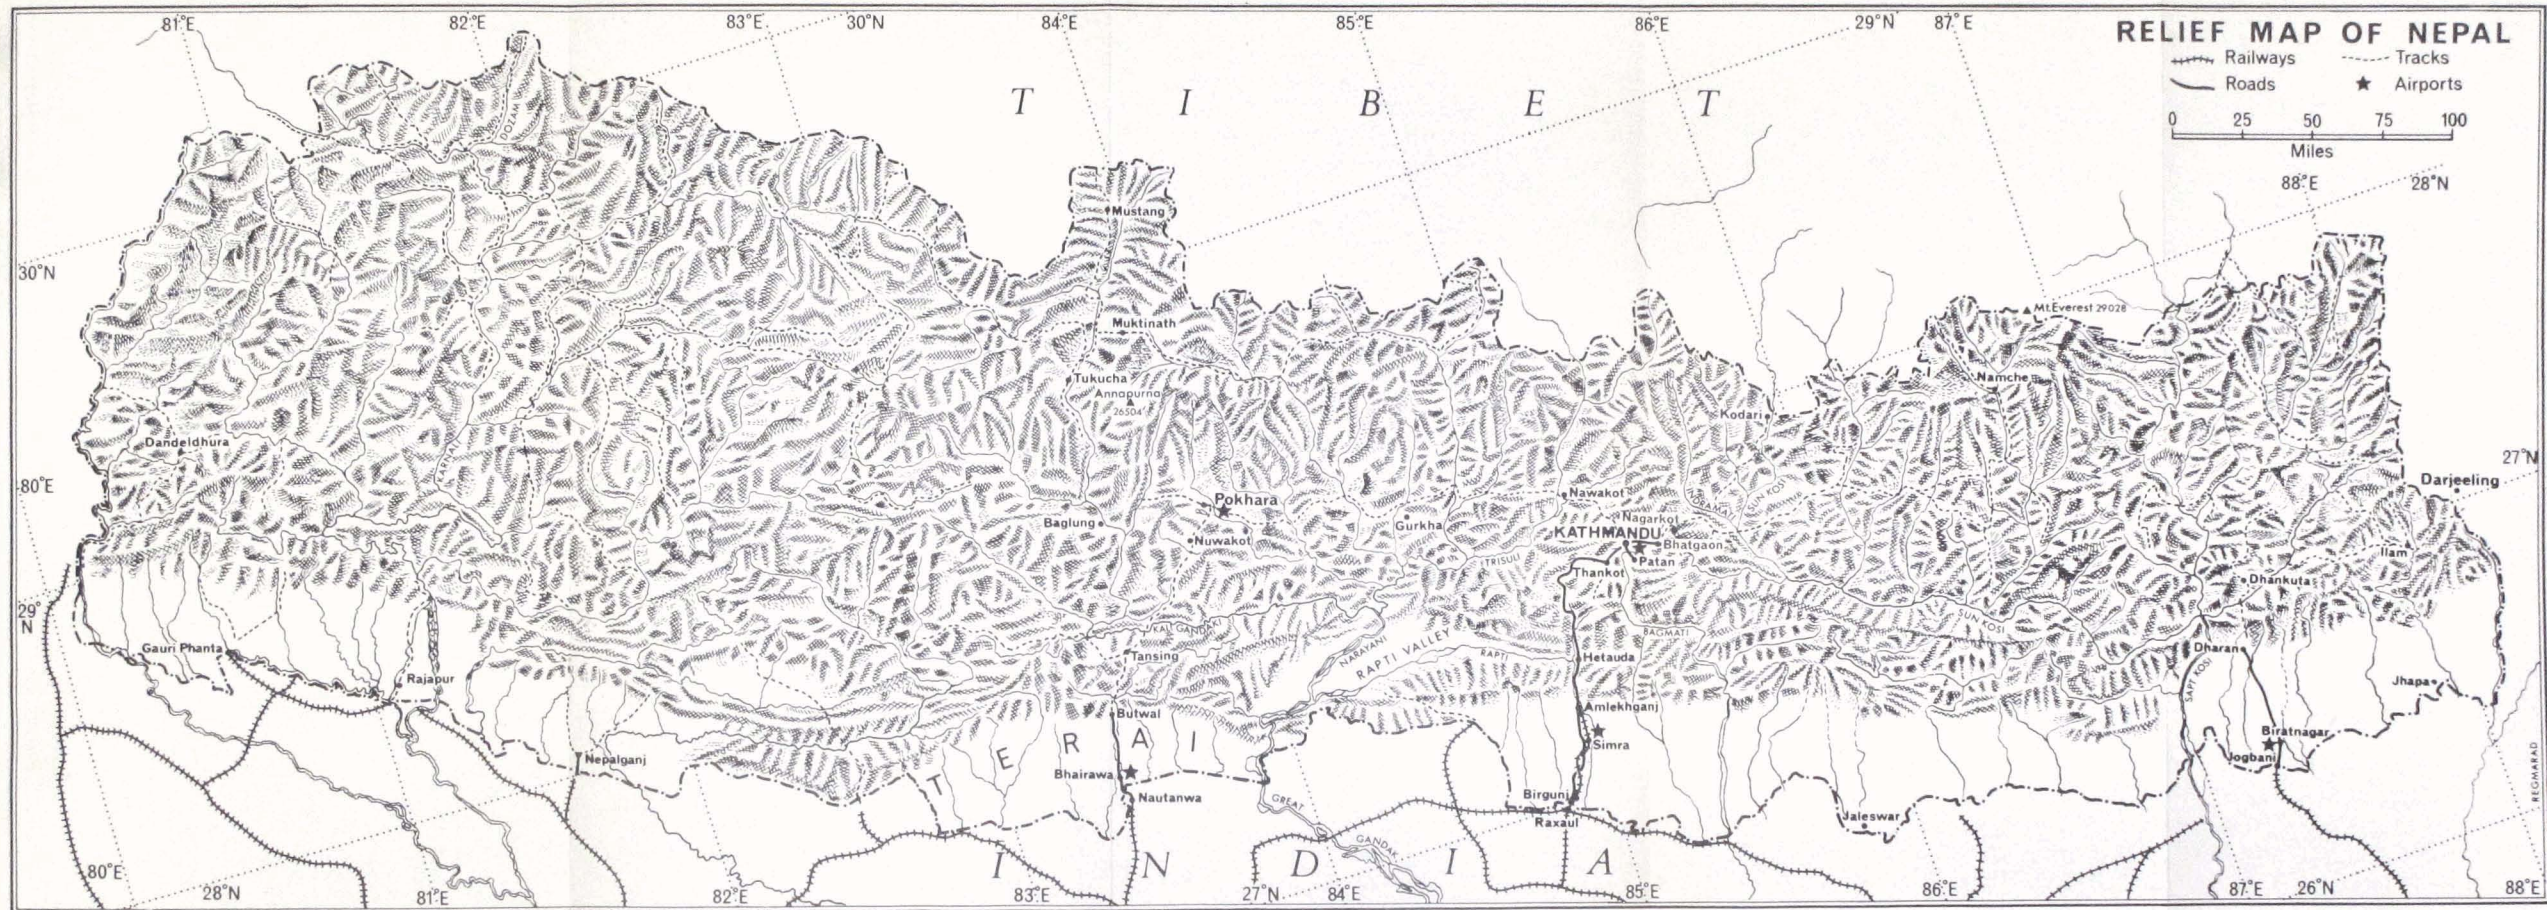 81°E 82°E 83°E. 30°N 84°E 85°E 86°E 29°N 87°E
RELIEF MAP OF NEPAL
Railways Tracks
Roads Airports
0 25 50 75 100
Miles
88°E 28°N
T I B E T
DOZAM
Mustang
30°N
Muktinath
Mt.Everest 29028
Tukucha
Annapurna
26504'
Namche
Kodari
Dandeldhura
KARNALI
27°N
80°E
Darjeeling
Pokhara
Nawakot
SUN KOSI
Baglung
Gurkha
Nagarkot
KATHMANDU
Nuwakot
Bhatgaon
Ilam
TRISULI
Patan
Thankot
Dhankuta
29°
N
SUN KOSI
KALI GANDAKI
BAGMATI
Gauri Phanta
Tansing
NARAYANI
RAPTI VALLEY
RAPTI
Hetauda
Dharan
Rajapur
SAPT KOSI
Jhapa
Butwal
Amlekhganj
T E R A I
Simra
Biratnagar
Nepalganj
Jogbani
Bhairawa
Nautanwa
Birgunj
GREAT
GANDAK
Raxaul
Jaleswar
REGMARAD
I N D I A
80°E 28°N 81°E 82°E 83°E 27°N 84°E 85°E 86°E 87°E 26°N 88°E